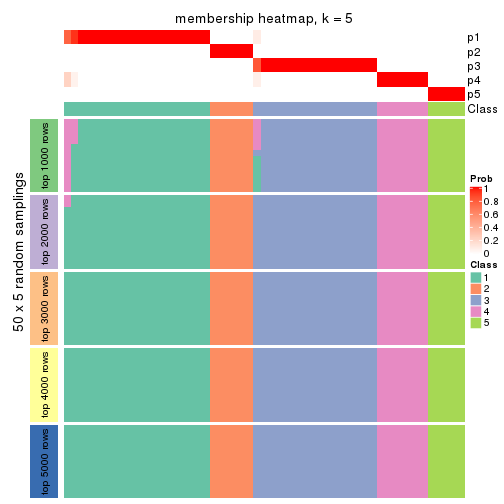 membership heatmap, k = 5
p1
p2
p3
p4
p5
Class
50 x 5 random samplings
top 1000 rows
top 2000 rows
top 3000 rows
top 4000 rows
top 5000 rows
Prob
1
0.8
0.6
0.4
0.2
0
Class
1
2
3
4
5